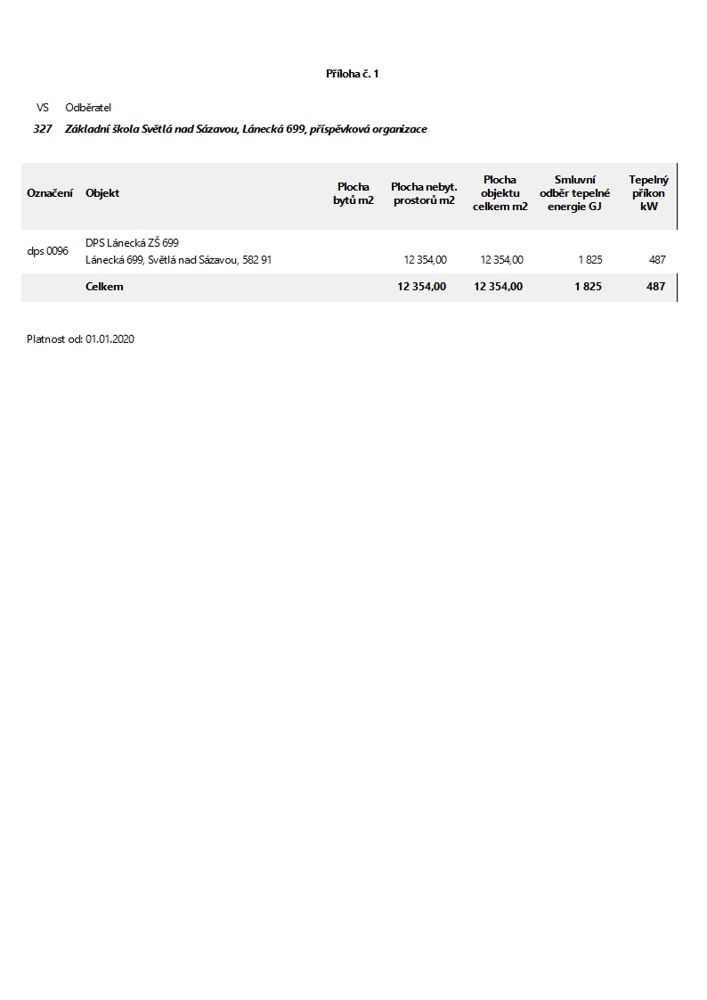 Příloha č. 1
VS Odběratel
327 Základní škola Světlá nad Sázavou, Lánecká 699, příspěvková organizace
Označení Objekt Plocha bytů m2 Plocha nebyt. prostorů m2 Plocha objektu celkem m2 Smluvní odběr tepelné energie GJ Tepelný příkon kW
dps 0096 DPS Lánecká ZŠ 699
Lánecká 699, Světlá nad Sázavou, 582 91 12 354,00 12 354,00 1 825 487
Celkem 12 354,00 12 354,00 1 825 487
Platnost od: 01.01.2020